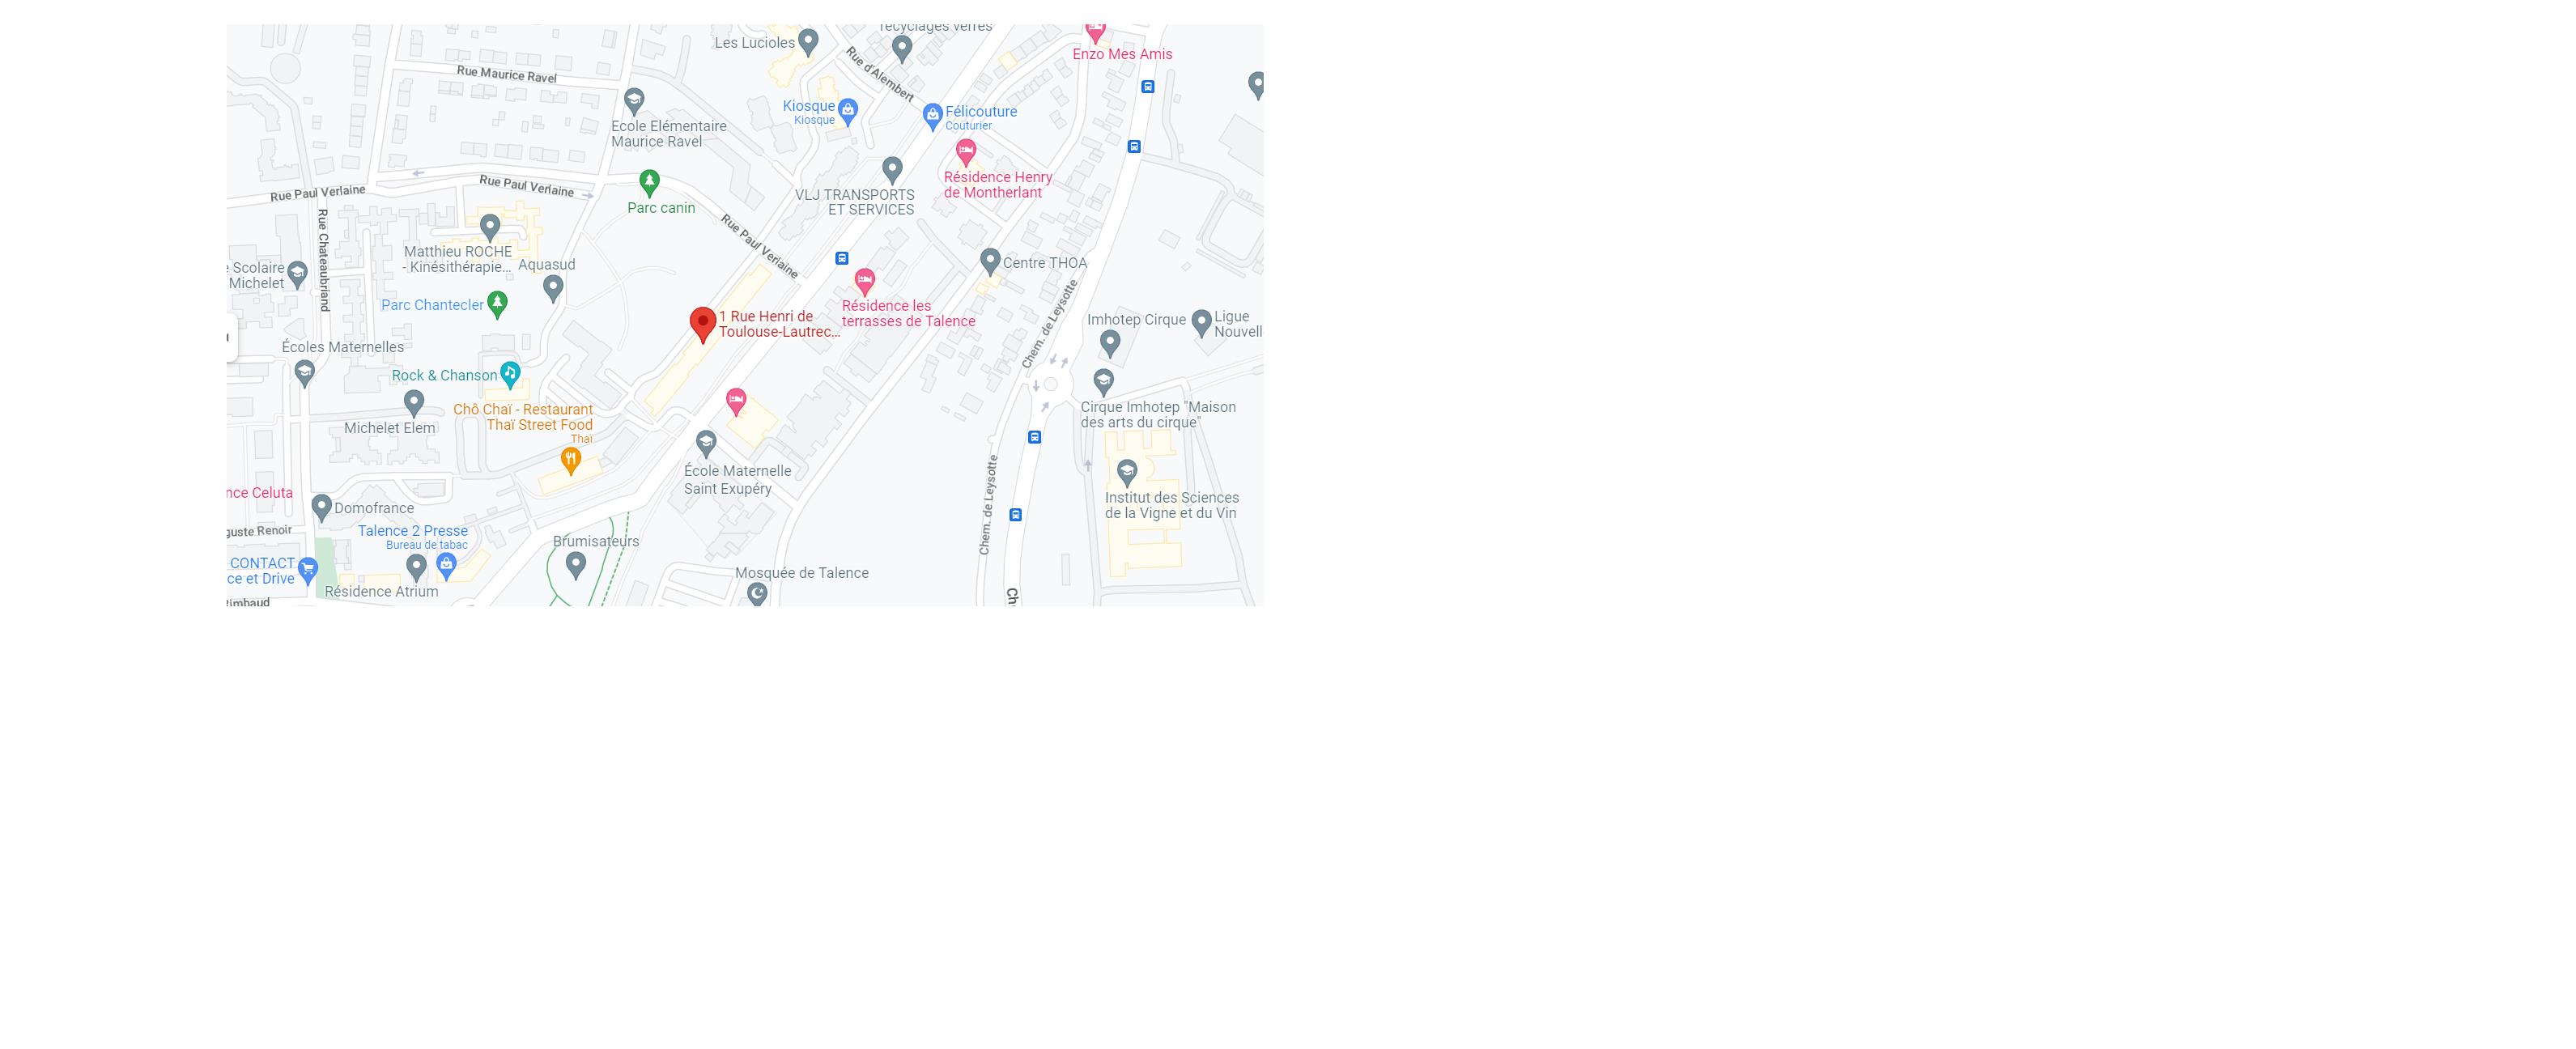 recyclages verres
Les Lucioles
Enzo Mes Amis
Rue d'Alembert
Rue Maurice Ravel
Kiosque
Kiosque
Félicouture
Couturier
Ecole Elémentaire
Maurice Ravel
Résidence Henry
de Montherlant
VLJ TRANSPORTS
ET SERVICES
Rue Paul Verlaine
Rue Paul Verlaine
Parc canin
Rue Paul Verlaine
Rue Chateaubriand
Matthieu ROCHE
- Kinésithérapie...
Aquasud
Centre THOA
e Scolaire
Michelet
Parc Chantecler
Résidence les
terrasses de Talence
1 Rue Henri de
Toulouse-Lautrec...
Chem. de Leysotte
Imhotep Cirque
Ligue
Nouvell
Écoles Maternelles
Rock & Chanson
Chô Chaï - Restaurant
Thaï Street Food
Thaï
Michelet Elem
Cirque Imhotep "Maison
des arts du cirque"
École Maternelle
Saint Exupéry
Chem. de Leysotte
nce Celuta
Domofrance
Institut des Sciences
de la Vigne et du Vin
guste Renoir
Talence 2 Presse
Bureau de tabac
Brumisateurs
CONTACT
ce et Drive
Résidence Atrium
Mosquée de Talence
Rimbaud
Ch